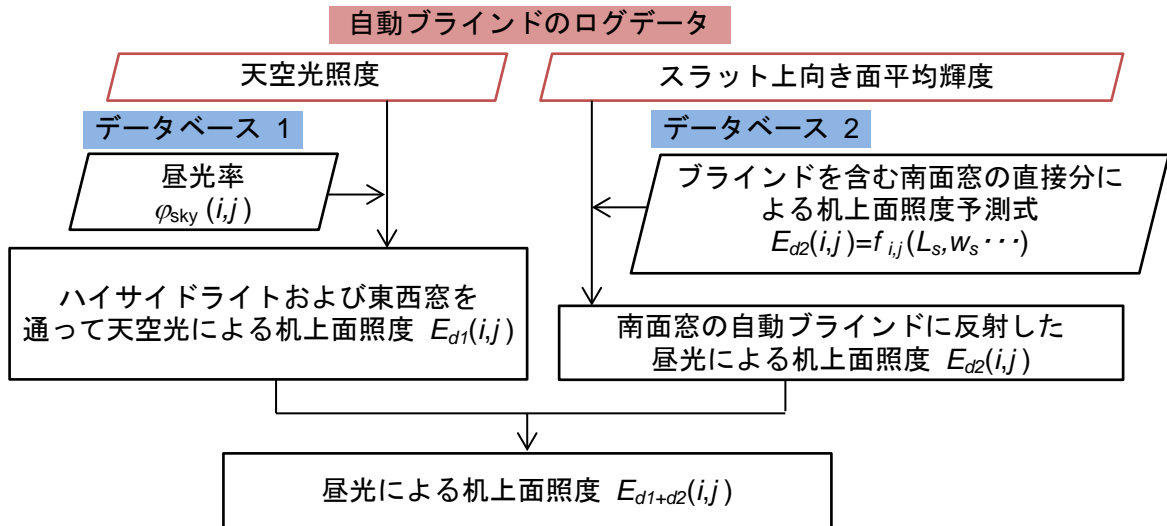 自動ブラインドのログデータ
天空光照度
スラット上向き面平均輝度
データベース 1
データベース 2
昼光率
φsky (i,j)
ブラインドを含む南面窓の直接分に
よる机上面照度予測式
Ed2(i,j)=f i,j(Ls,ws ･･･)
ハイサイドライトおよび東西窓を
通って天空光による机上面照度 Ed1(i,j)
南面窓の自動ブラインドに反射した
昼光による机上面照度 Ed2(i,j)
昼光による机上面照度 Ed1+d2(i,j)